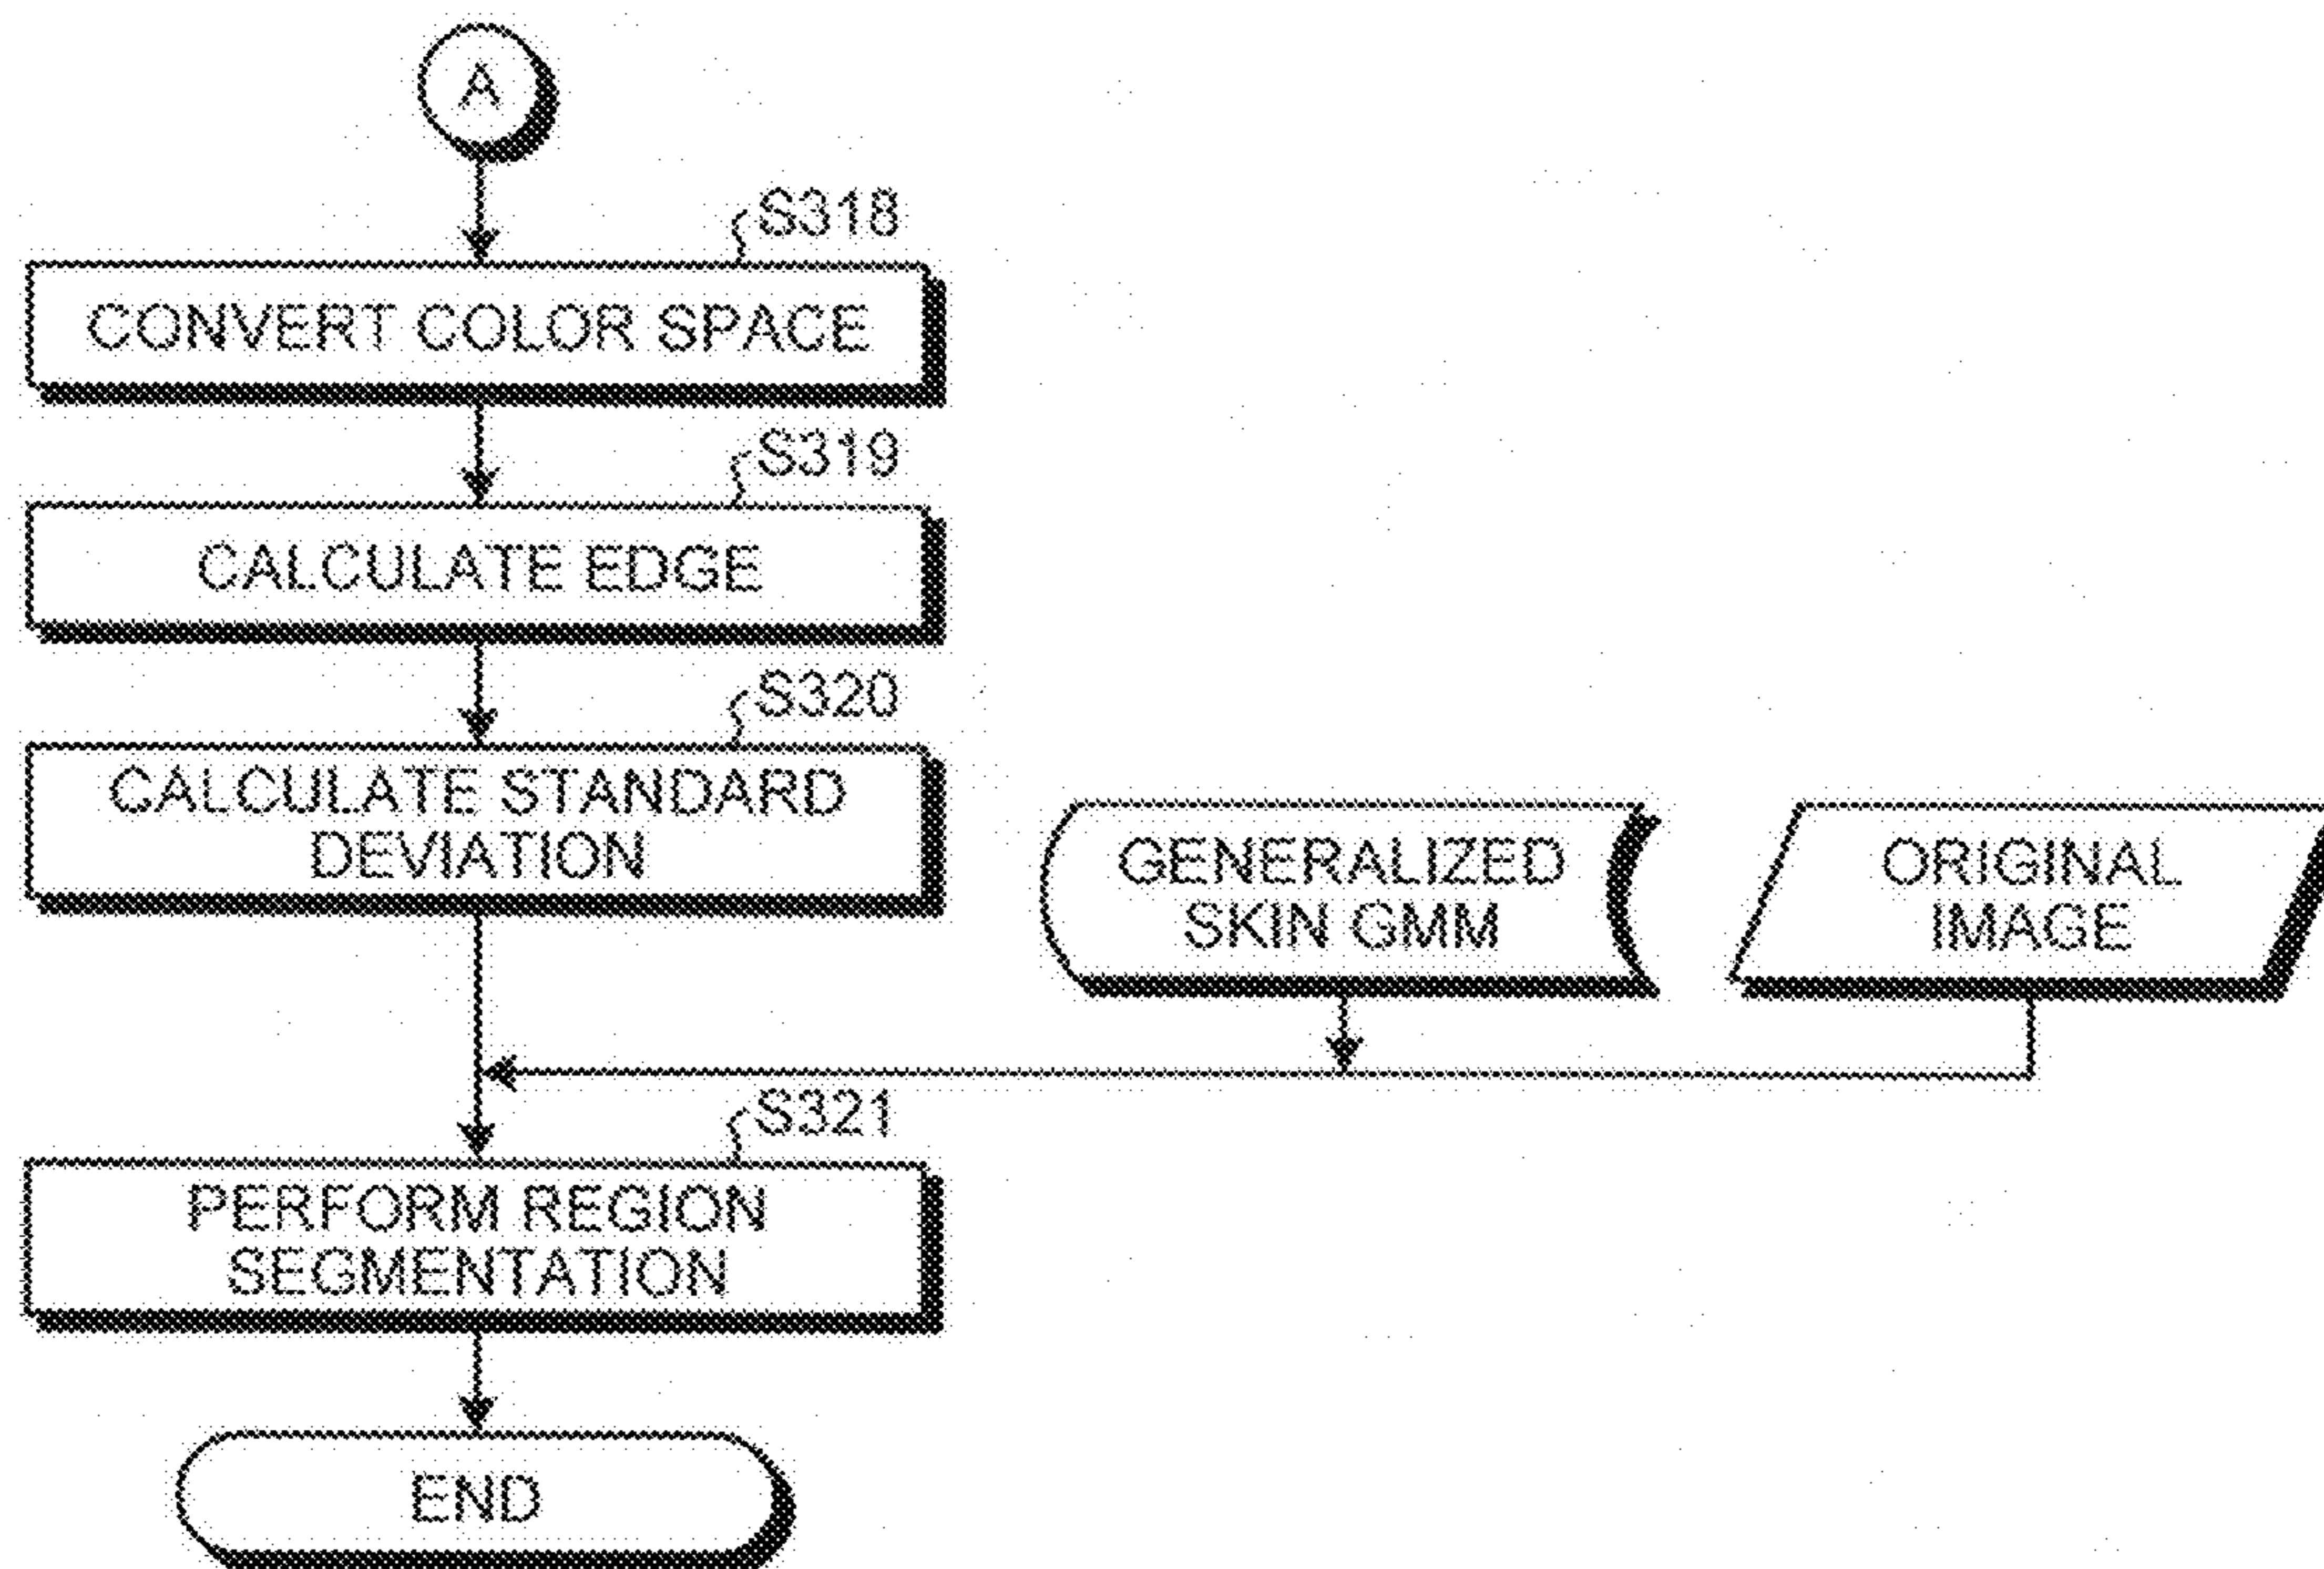 A
S318
CONVERT COLOR SPACE
S319
CALCULATE EDGE
S320
CALCULATE STANDARD
DEVIATION
GENERALIZED
SKIN GMM
ORIGINAL
IMAGE
S321
PERFORM REGION
SEGMENTATION
END